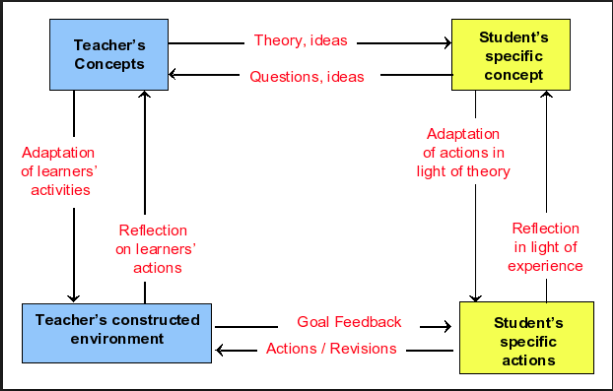 Teacher's
Concepts
Theory, ideas
Questions, ideas
Student's
specific
concept
Adaptation
of learners'
activities
Reflection
on learners'
actions
Adaptation
of actions in
light of theory
Reflection
in light of
experience
Teacher's constructed
environment
Goal Feedback
Actions / Revisions
Student's
specific
actions